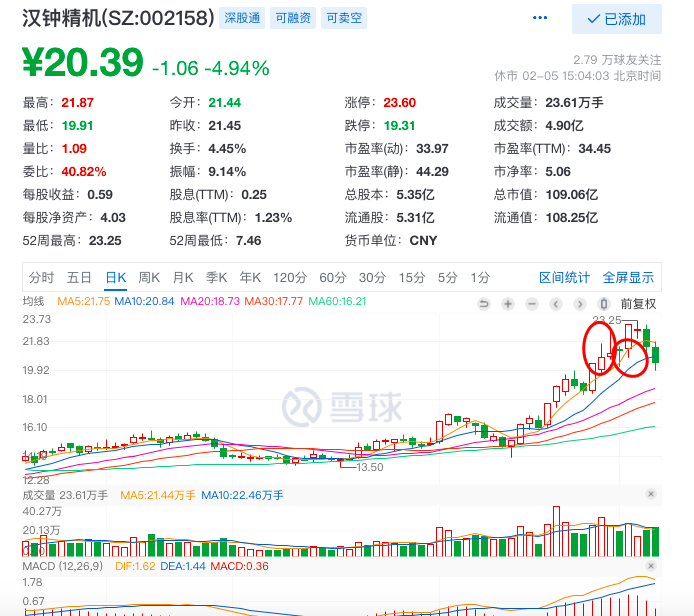 汉钟精机(SZ:002158) 深股通 可融资 可卖空 ••• ✓已添加
¥20.39 -1.06 -4.94%
2.79 万球友关注
休市 02-05 15:04:03 北京时间
最高：21.87 今开：21.44 涨停：23.60 成交量：23.61万手
最低：19.91 昨收：21.45 跌停：19.31 成交额：4.90亿
量比：1.09 换手：4.45% 市盈率(动)：33.97 市盈率(TTM)：34.45
委比：40.82% 振幅：9.14% 市盈率(静)：44.29 市净率：5.06
每股收益：0.59 股息(TTM)：0.25 总股本：5.35亿 总市值：109.06亿
每股净资产：4.03 股息率(TTM)：1.23% 流通股：5.31亿 流通值：108.25亿
52周最高：23.25 52周最低：7.46 货币单位：CNY
分时 五日 日K 周K 月K 季K 年K 120分 60分 30分 15分 5分 1分 区间统计 全屏显示
均线 MA5:21.75 MA10:20.84 MA20:18.73 MA30:17.77 MA60:16.21 前复权
23.73
23.25
21.83
19.92
18.01
雪球
16.10
13.50
12.28
成交量 23.61万手 MA5:21.44万手 MA10:22.46万手
40.27万
20.13万
MACD (12,26,9) DIF:1.62 DEA:1.44 MACD:0.36
1.78
0.67